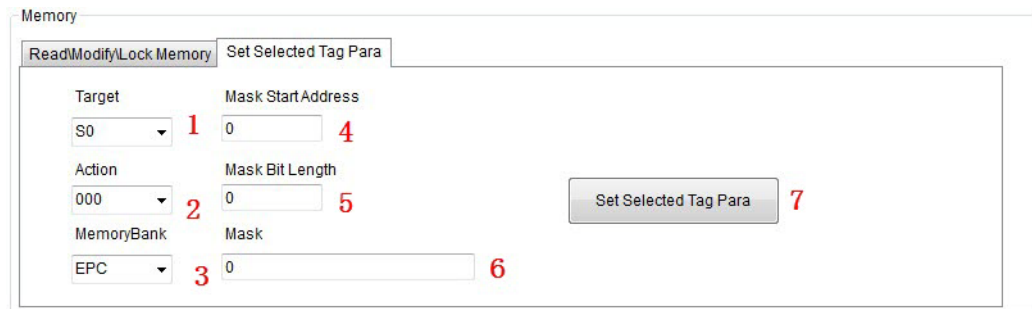 Memory
Read\Modify\Lock Memory Set Selected Tag Para
Target Mask Start Address
S0 1 0 4
Action Mask Bit Length
000 2 0 5 Set Selected Tag Para 7
MemoryBank Mask
EPC 3 0 6